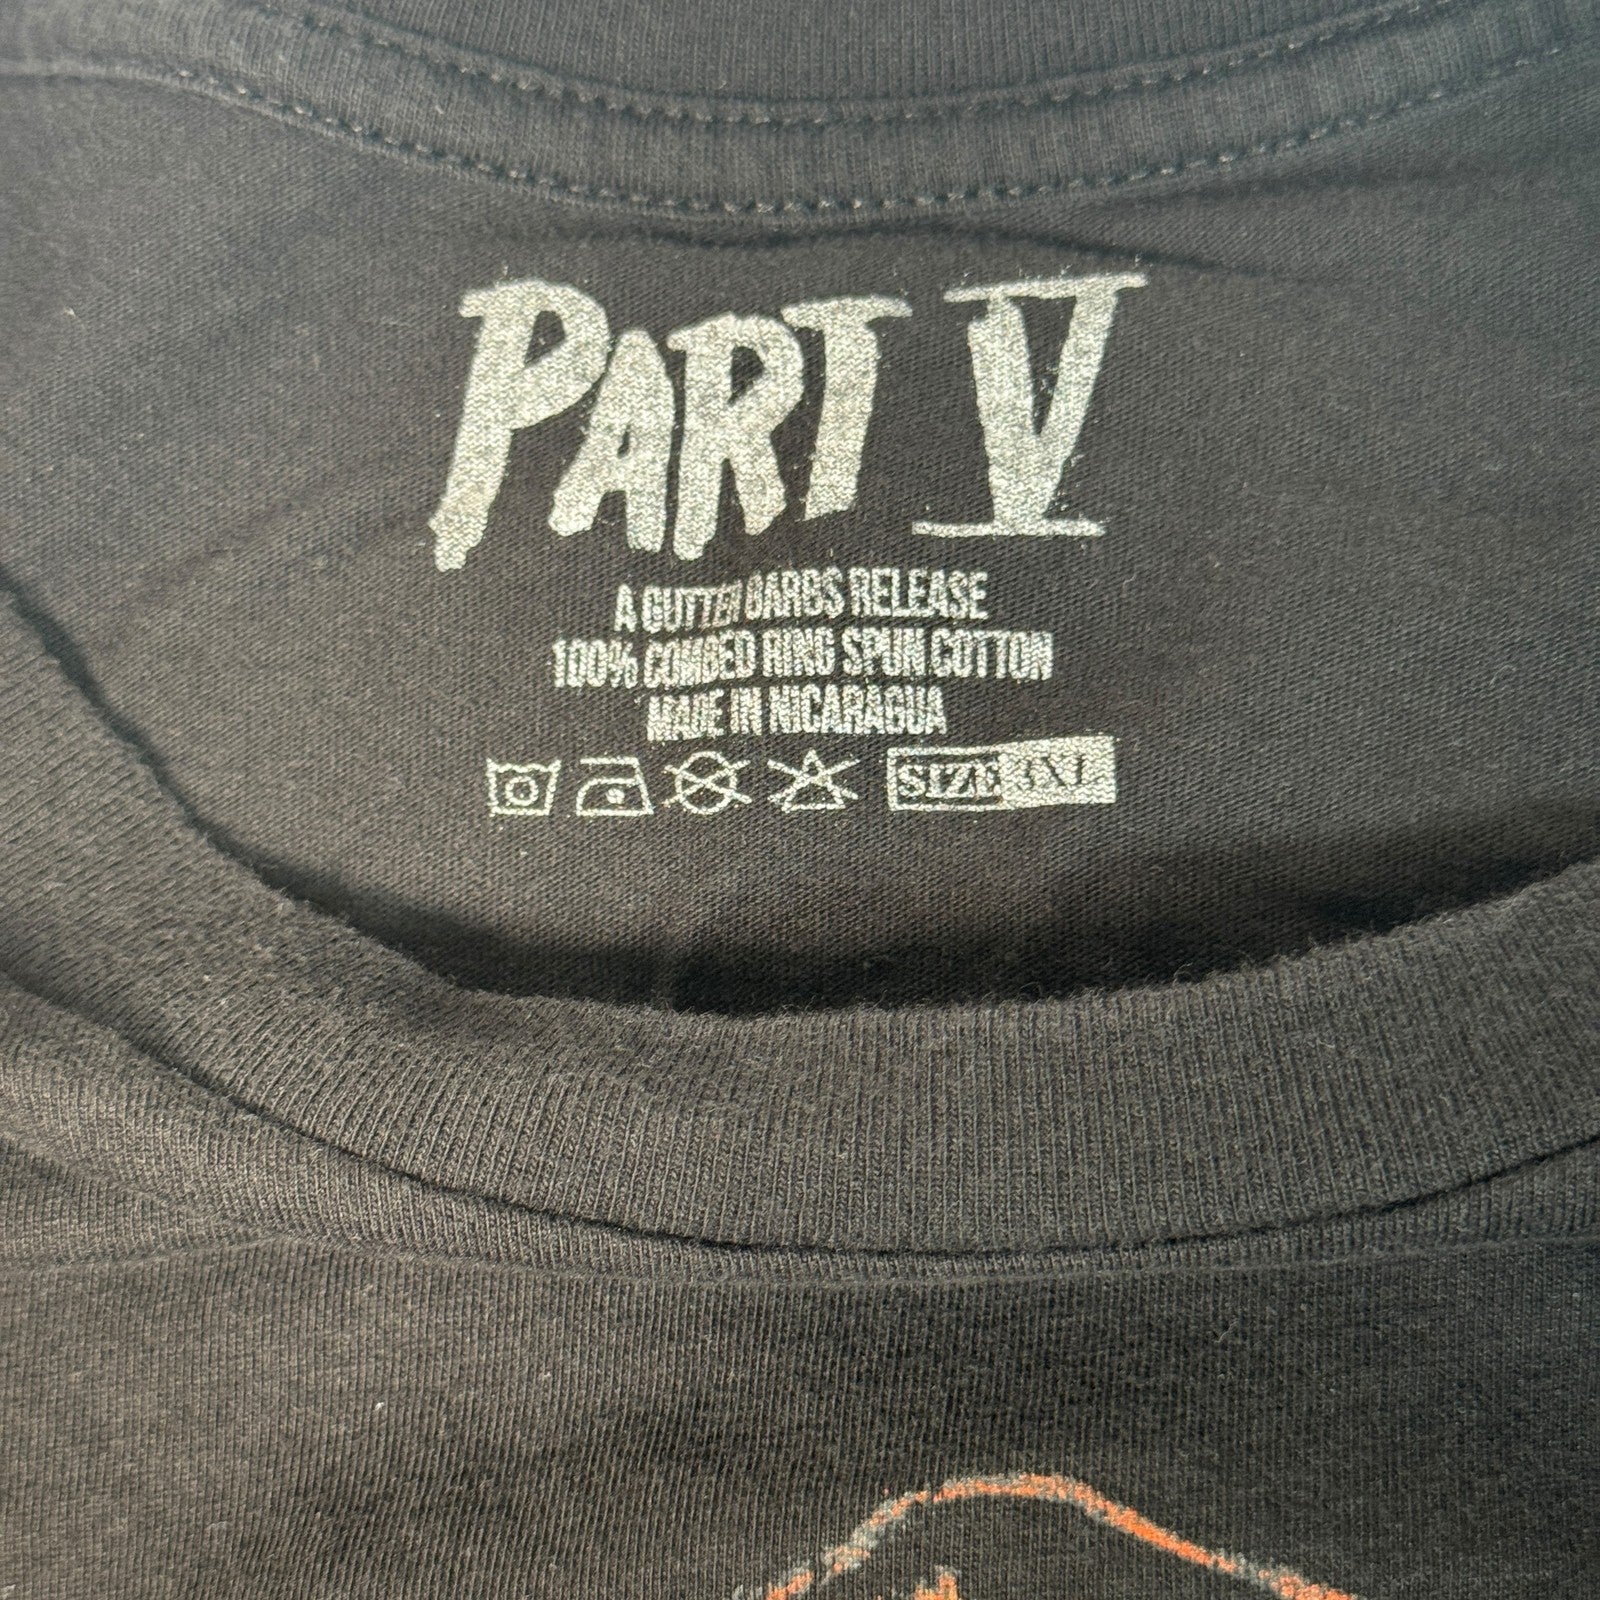 PART V
A GUTTER GARBS RELEASE
100% COMBED RING SPUN COTTON
MADE IN NICARAGUA
SIZE